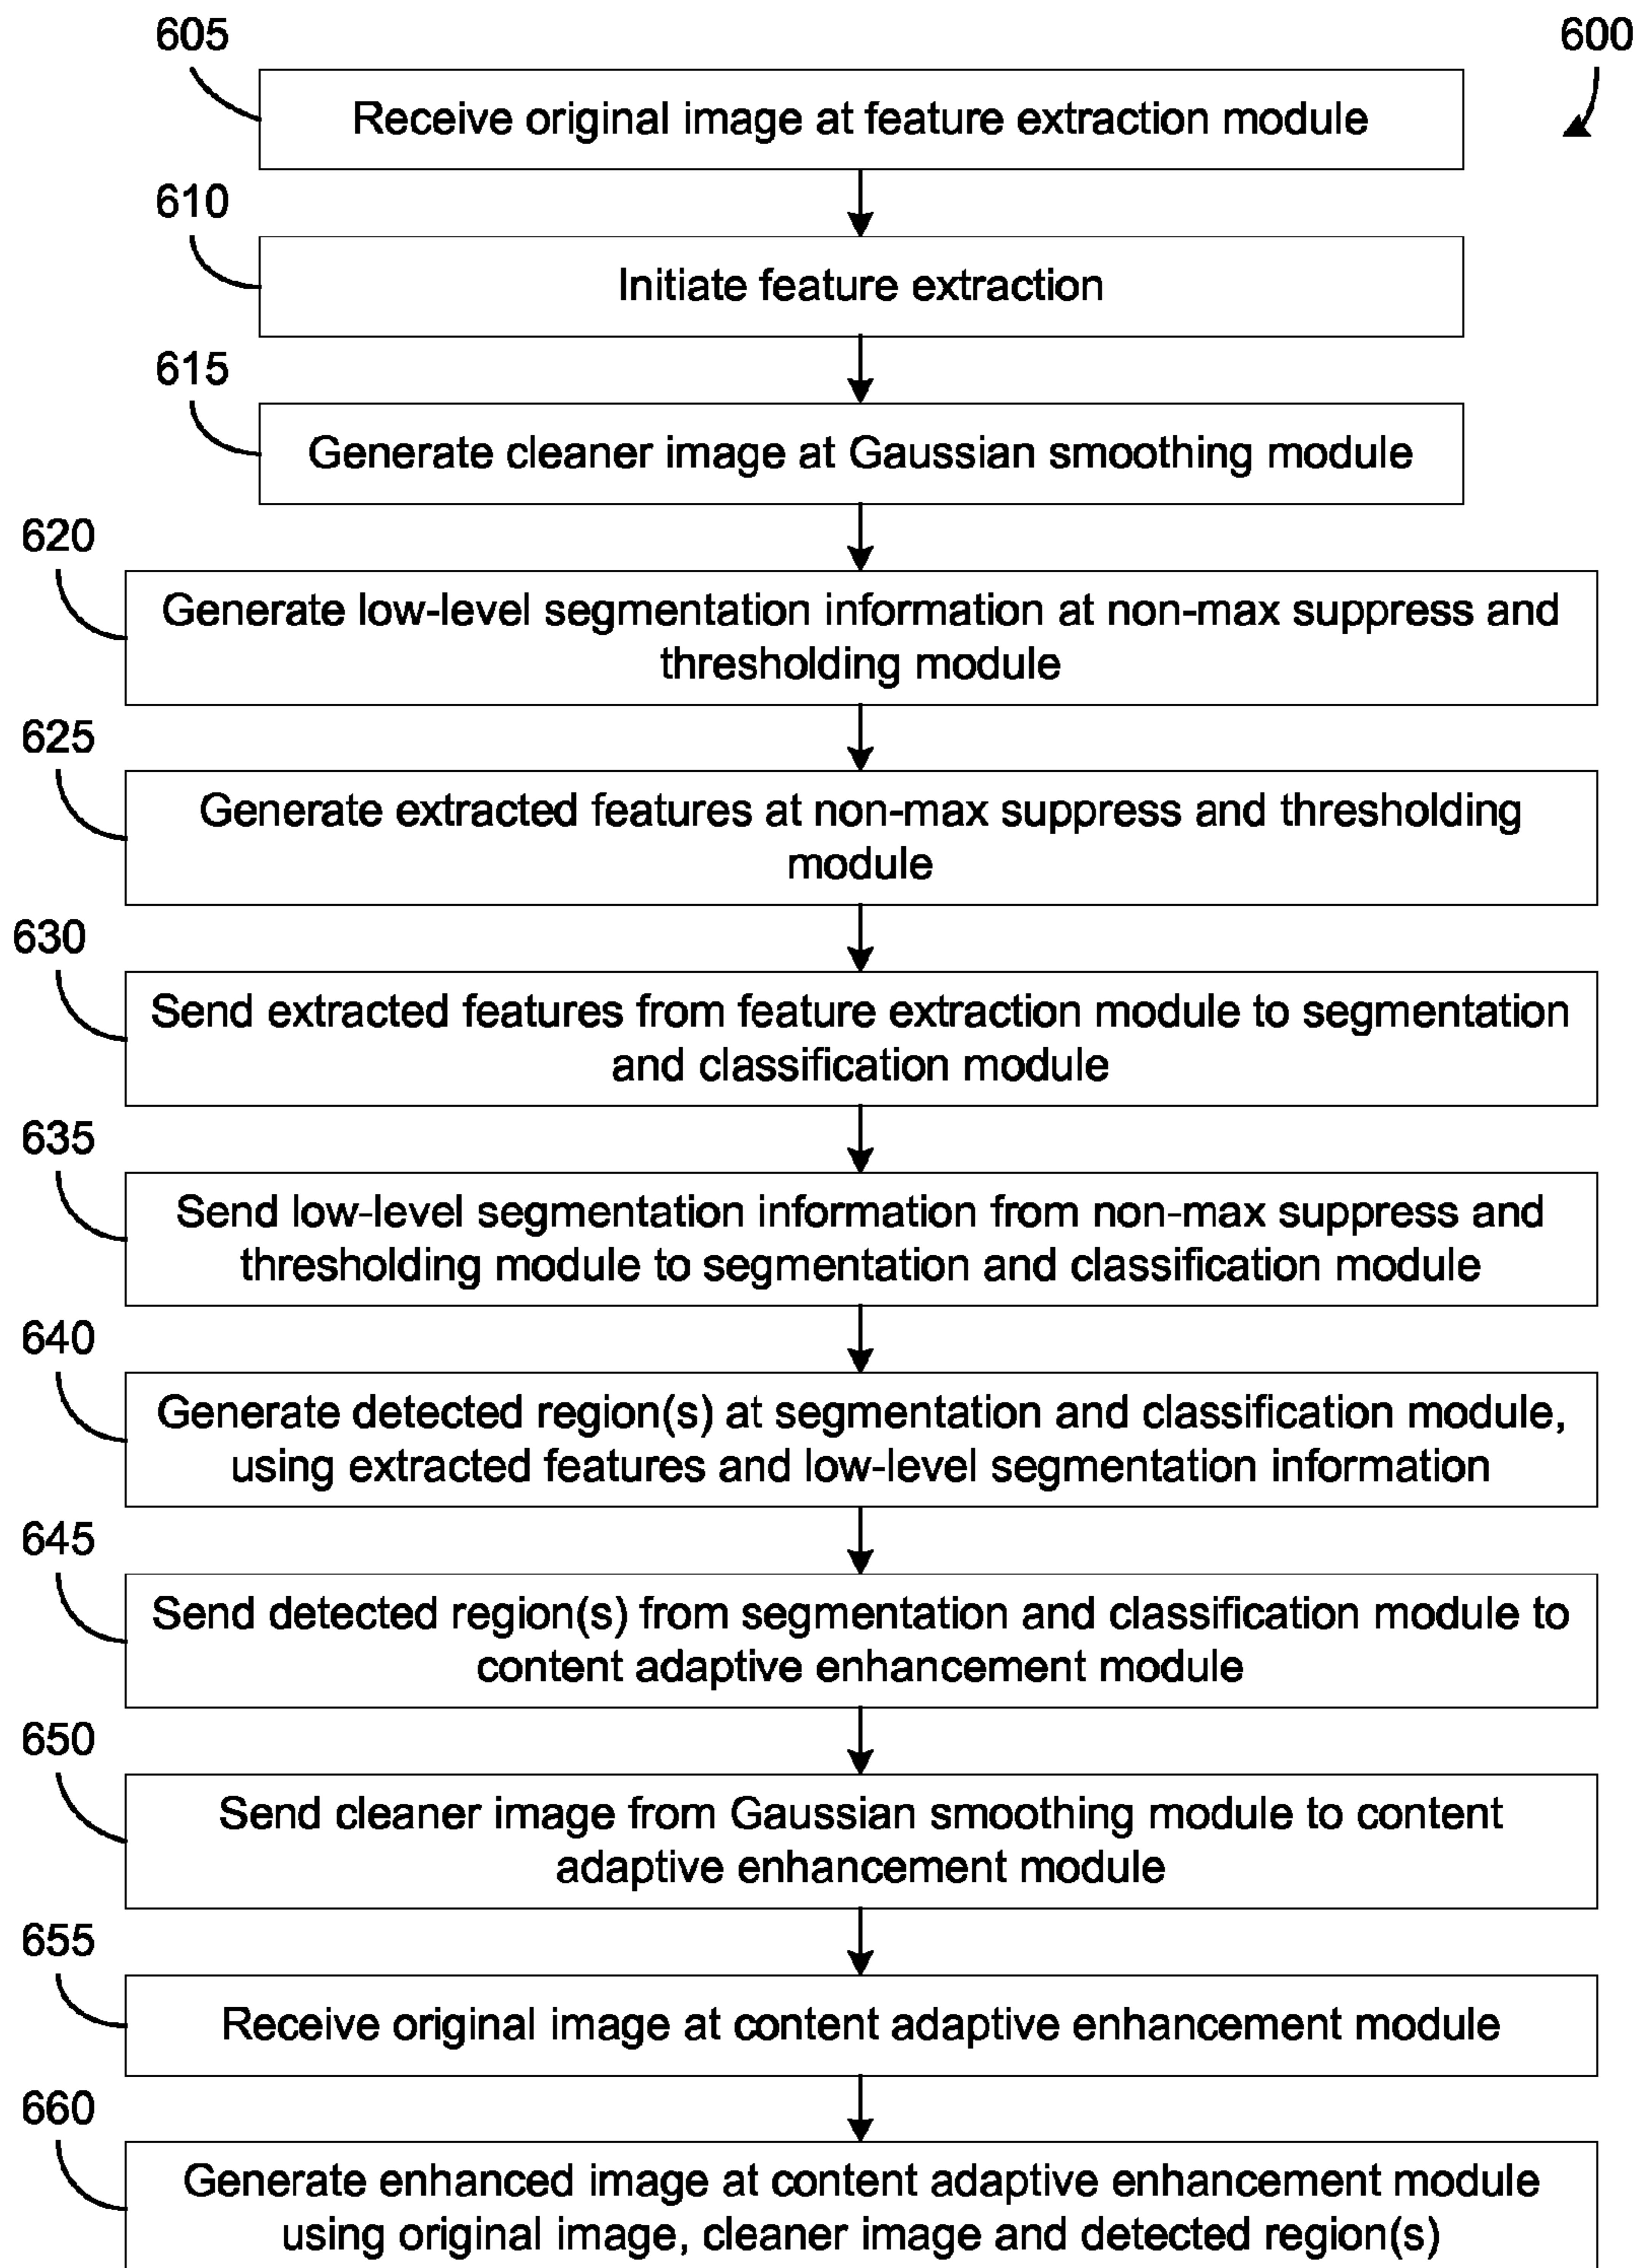 605
600
Receive original image at feature extraction module
610
Initiate feature extraction
615
Generate cleaner image at Gaussian smoothing module
620
Generate low-level segmentation information at non-max suppress and
thresholding module
625
Generate extracted features at non-max suppress and thresholding
module
630
Send extracted features from feature extraction module to segmentation
and classification module
635
Send low-level segmentation information from non-max suppress and
thresholding module to segmentation and classification module
640
Generate detected region(s) at segmentation and classification module,
using extracted features and low-level segmentation information
645
Send detected region(s) from segmentation and classification module to
content adaptive enhancement module
650
Send cleaner image from Gaussian smoothing module to content
adaptive enhancement module
655
Receive original image at content adaptive enhancement module
660
Generate enhanced image at content adaptive enhancement module
using original image, cleaner image and detected region(s)